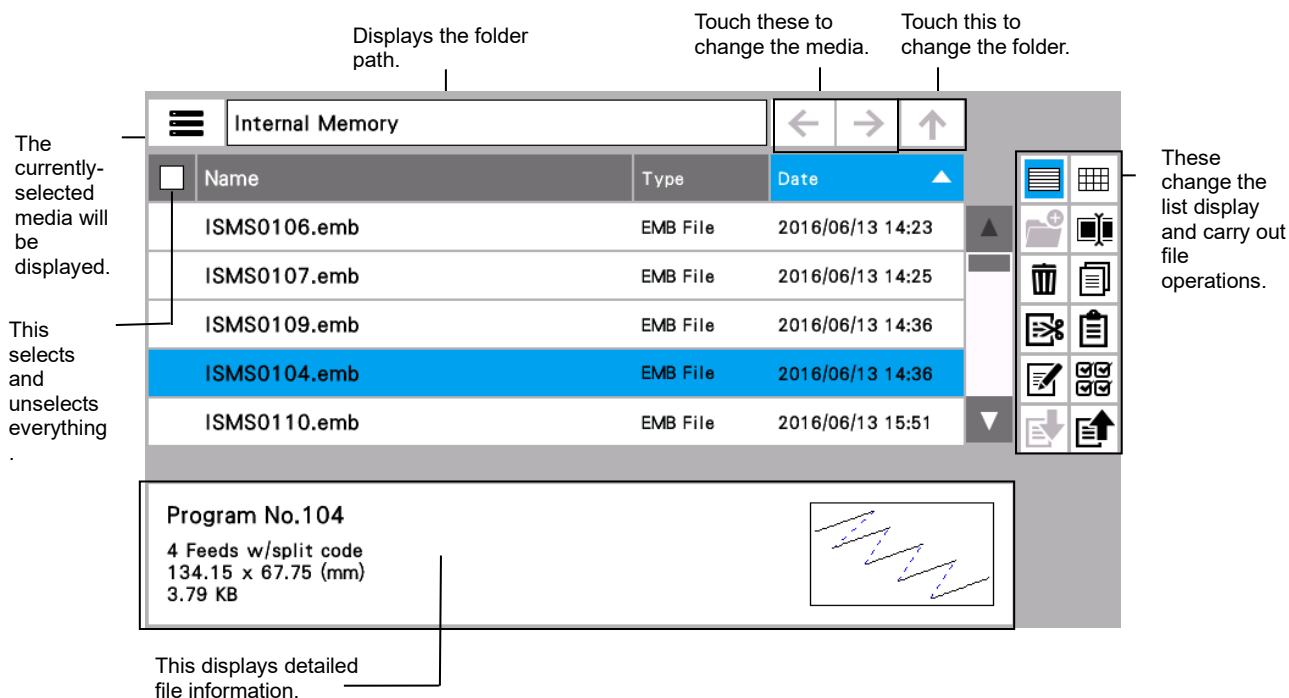 Displays the folder
path.
Touch these to
change the media.
Touch this to
change the folder.
The
currently-
selected
media will
be
displayed.
Internal Memory
Name Type Date
ISMS0106.emb EMB File 2016/06/13 14:23
ISMS0107.emb EMB File 2016/06/13 14:25
ISMS0109.emb EMB File 2016/06/13 14:36
ISMS0104.emb EMB File 2016/06/13 14:36
ISMS0110.emb EMB File 2016/06/13 15:51
These
change the
list display
and carry out
file
operations.
This
selects
and
unselects
everything
.
Program No.104
4 Feeds w/split code
134.15 x 67.75 (mm)
3.79 KB
This displays detailed
file information.